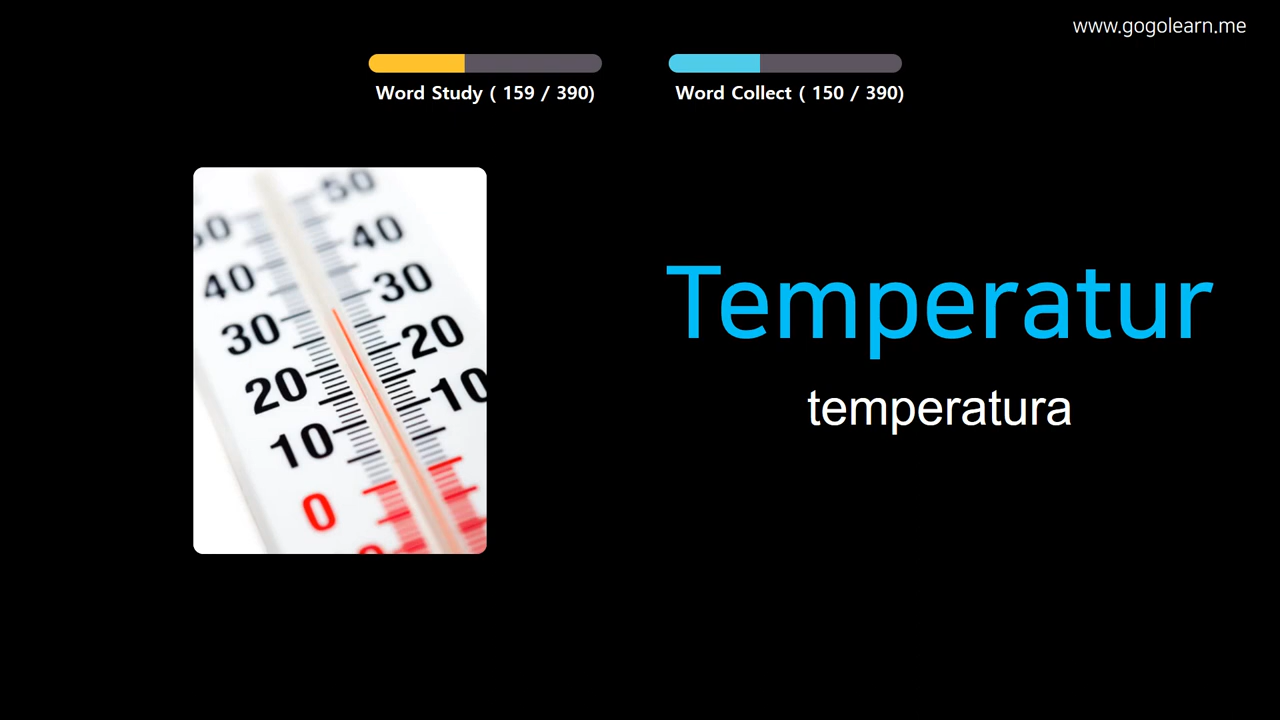 www.gogolearn.me
Word Study ( 159 / 390)
Word Collect ( 150 / 390)
50
50
40
40
30
30
20
20
10
10
0
Temperatur
temperatura